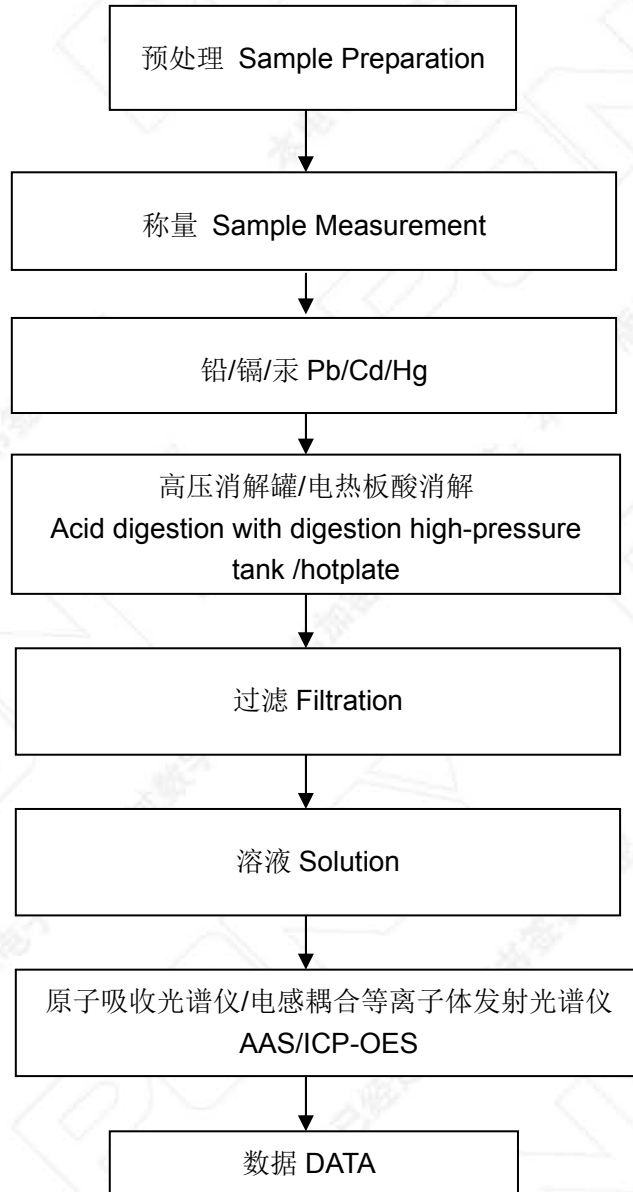 预处理 Sample Preparation
称量 Sample Measurement
铅/镉/汞 Pb/Cd/Hg
高压消解罐/电热板酸消解
Acid digestion with digestion high-pressure
tank /hotplate
过滤 Filtration
溶液 Solution
原子吸收光谱仪/电感耦合等离子体发射光谱仪
AAS/ICP-OES
数据 DATA